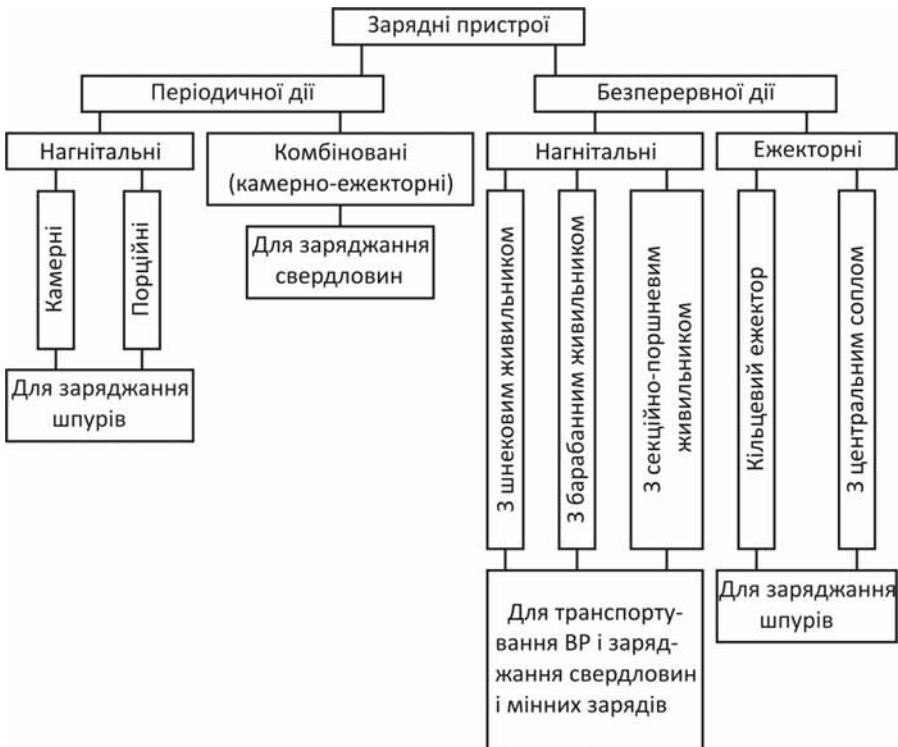 Зарядні пристрої
Періодичної дії
Безперервної дії
Нагнітальні
Комбіновані
(камерно-ежекторні)
Нагнітальні
Ежекторні
Камерні
Порційні
Для заряджання
свердловин
З шнековим живильником
З барабанним живильником
З секційно-поршневим
живильником
Кільцевий ежектор
З центральним соплом
Для заряджання
шпурів
Для транспорту-
вання ВР і заряд-
жання свердловин
і мінних зарядів
Для заряджання
шпурів